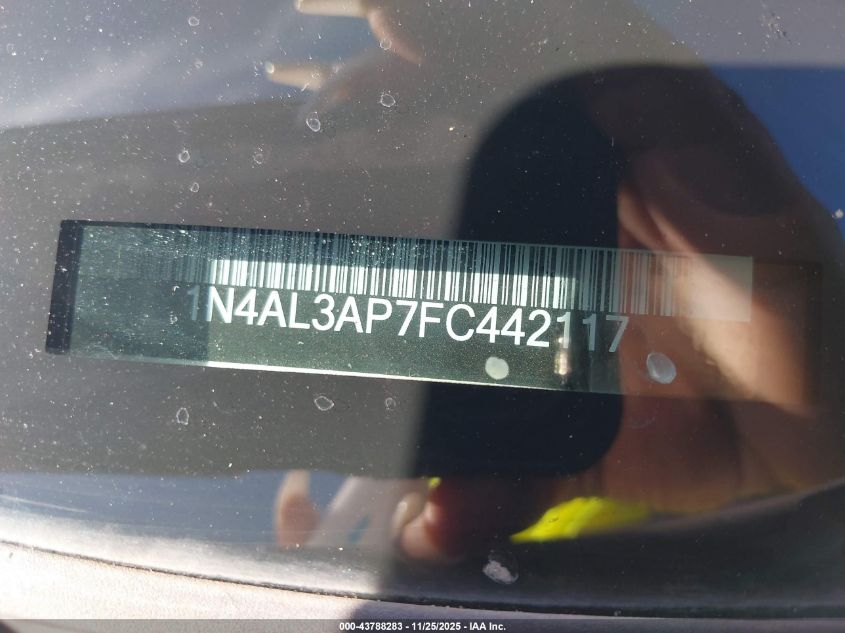 1N4AL3AP7FC442117
000-43788283 - 11/25/2025 - IAA Inc.